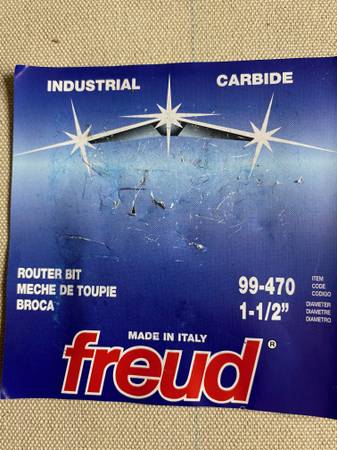 INDUSTRIAL CARBIDE
ROUTER BIT
MECHE DE TOUPIE
BROCA
99-470
ITEM
CODE
CODIGO
1-1/2”
DIAMETER
DIAMETRE
DIAMETRO
MADE IN ITALY
freud®